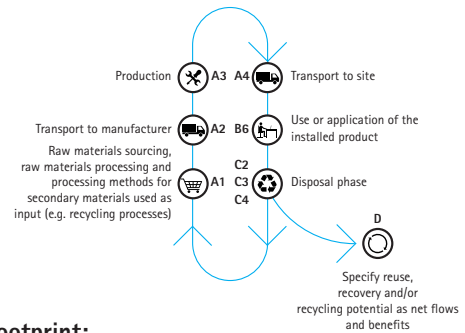 Production
A3
A4
Transport to site
Transport to manufacturer
A2
B6
Use or application of the
installed product
Raw materials sourcing,
raw materials processing and
processing methods for
secondary materials used as
input (e.g. recycling processes)
A1
C2
C3
C4
Disposal phase
D
Specify reuse,
recovery and/or
recycling potential as net flows
and benefits